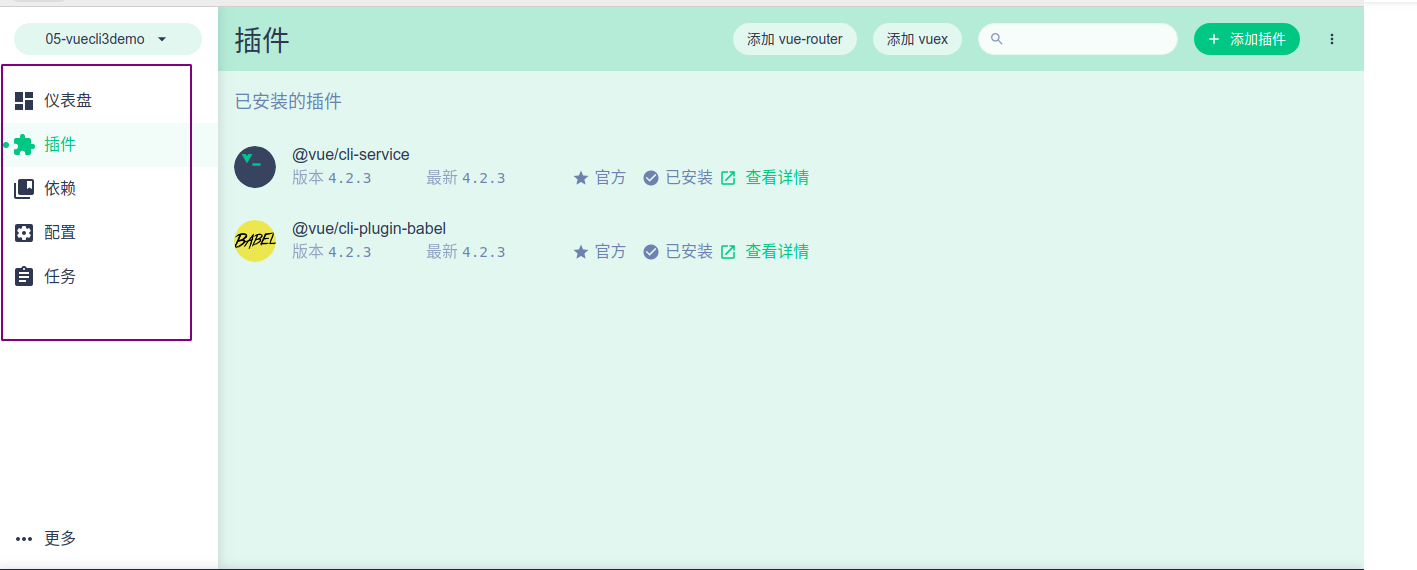 05-vuecli3demo
仪表盘
插件
依赖
配置
任务
更多
插件
添加 vue-router
添加 vuex
添加插件
已安装的插件
@vue/cli-service
版本 4.2.3 最新 4.2.3 官方 已安装 查看详情
BABEL
@vue/cli-plugin-babel
版本 4.2.3 最新 4.2.3 官方 已安装 查看详情